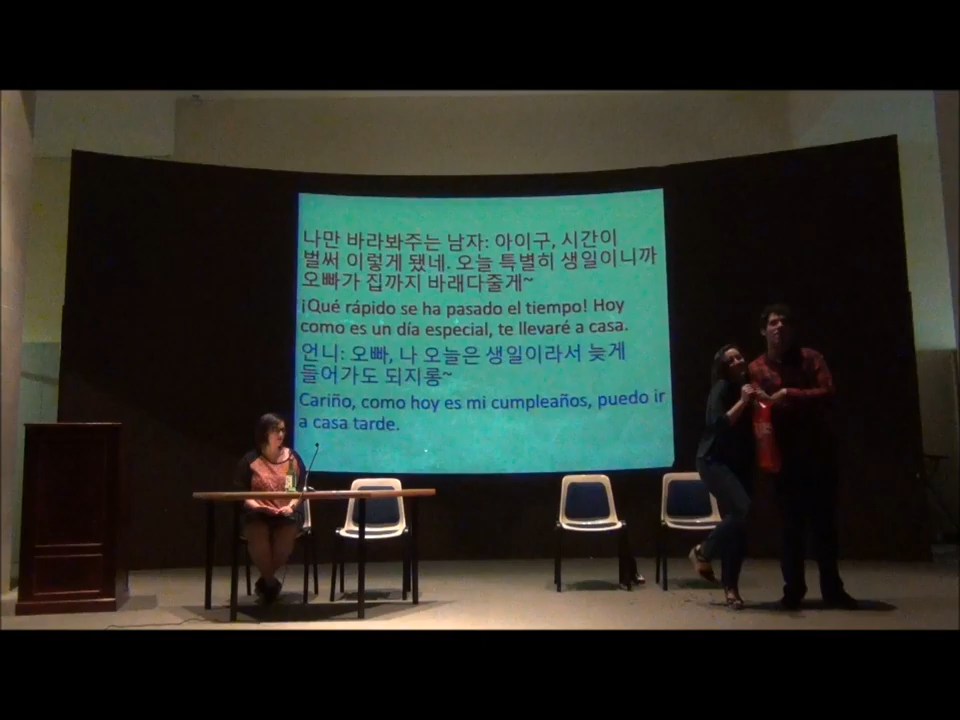 나만 바라봐주는 남자: 아이구, 시간이
벌써 이렇게 됐네. 오늘 특별히 생일이니까
오빠가 집까지 바래다줄게~
¡Qué rápido se ha pasado el tiempo! Hoy
como es un día especial, te llevaré a casa.
언니: 오빠, 나 오늘은 생일이라서 늦게
들어가도 되지롱~
Cariño, como hoy es mi cumpleaños, puedo ir
a casa tarde.